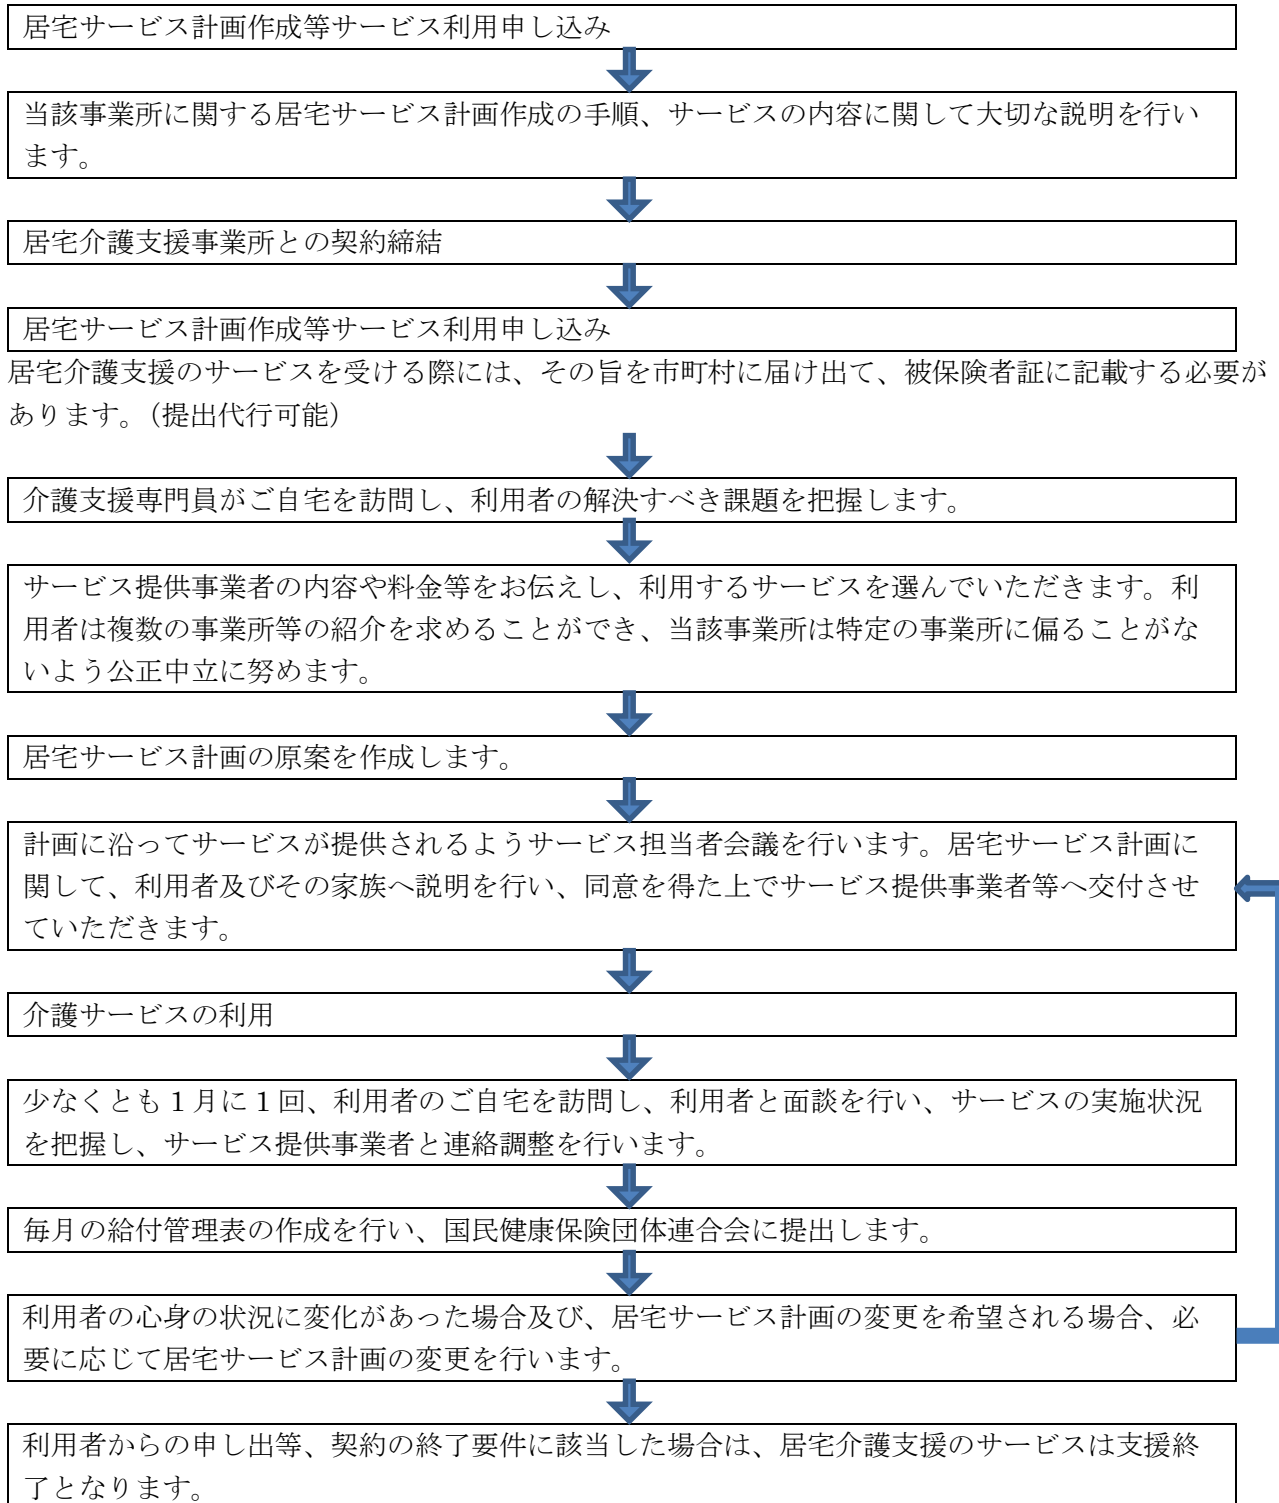 居宅サービス計画作成等サービス利用申し込み
当該事業所に関する居宅サービス計画作成の手順、サービスの内容に関して大切な説明を行い
ます。
居宅介護支援事業所との契約締結
居宅サービス計画作成等サービス利用申し込み
居宅介護支援のサービスを受ける際には、その旨を市町村に届け出て、被保険者証に記載する必要が
あります。（提出代行可能）
介護支援専門員がご自宅を訪問し、利用者の解決すべき課題を把握します。
サービス提供事業者の内容や料金等をお伝えし、利用するサービスを選んでいただきます。利
用者は複数の事業所等の紹介を求めることができ、当該事業所は特定の事業所に偏ることがな
いよう公正中立に努めます。
居宅サービス計画の原案を作成します。
計画に沿ってサービスが提供されるようサービス担当者会議を行います。居宅サービス計画に
関して、利用者及びその家族へ説明を行い、同意を得た上でサービス提供事業者等へ交付させ
ていただきます。
介護サービスの利用
少なくとも１月に１回、利用者のご自宅を訪問し、利用者と面談を行い、サービスの実施状況
を把握し、サービス提供事業者と連絡調整を行います。
毎月の給付管理表の作成を行い、国民健康保険団体連合会に提出します。
利用者の心身の状況に変化があった場合及び、居宅サービス計画の変更を希望される場合、必
要に応じて居宅サービス計画の変更を行います。
利用者からの申し出等、契約の終了要件に該当した場合は、居宅介護支援のサービスは支援終
了となります。